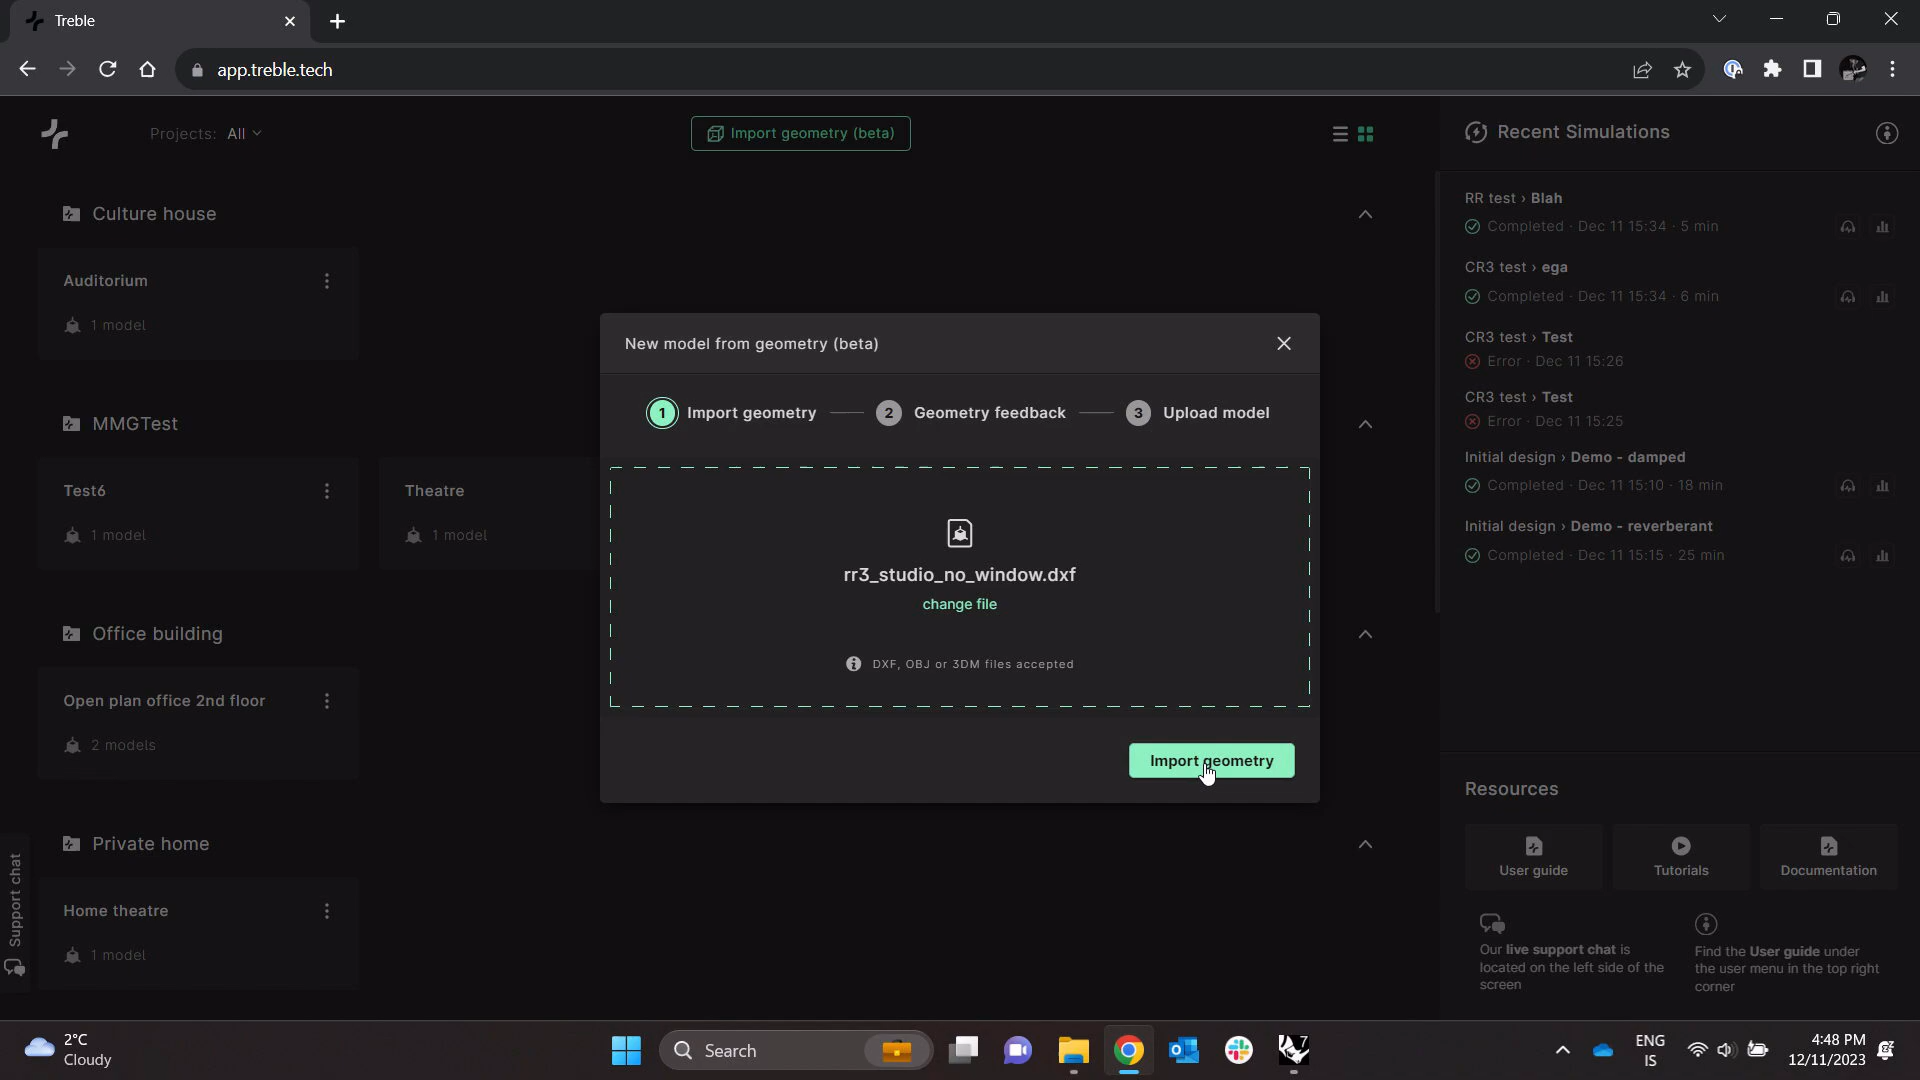 Treble
app.treble.tech
Projects: All
Import geometry (beta)
Recent Simulations
Culture house
Auditorium
1 model
MMGTest
Test6
1 model
Theatre
1 model
Office building
Open plan office 2nd floor
2 models
Private home
Home theatre
1 model
Support chat
New model from geometry (beta)
1 Import geometry
2 Geometry feedback
3 Upload model
rr3_studio_no_window.dxf
change file
DXF, OBJ or 3DM files accepted
Import geometry
RR test › Blah
Completed · Dec 11 15:34 · 5 min
CR3 test › ega
Completed · Dec 11 15:34 · 6 min
CR3 test › Test
Error · Dec 11 15:26
CR3 test › Test
Error · Dec 11 15:25
Initial design › Demo - damped
Completed · Dec 11 15:10 · 18 min
Initial design › Demo - reverberant
Completed · Dec 11 15:15 · 25 min
Resources
User guide
Tutorials
Documentation
Our live support chat is
located on the left side of the
screen
Find the User guide under
the user menu in the top right
corner
2°C
Cloudy
Search
7
ENG
IS
4:48 PM
12/11/2023